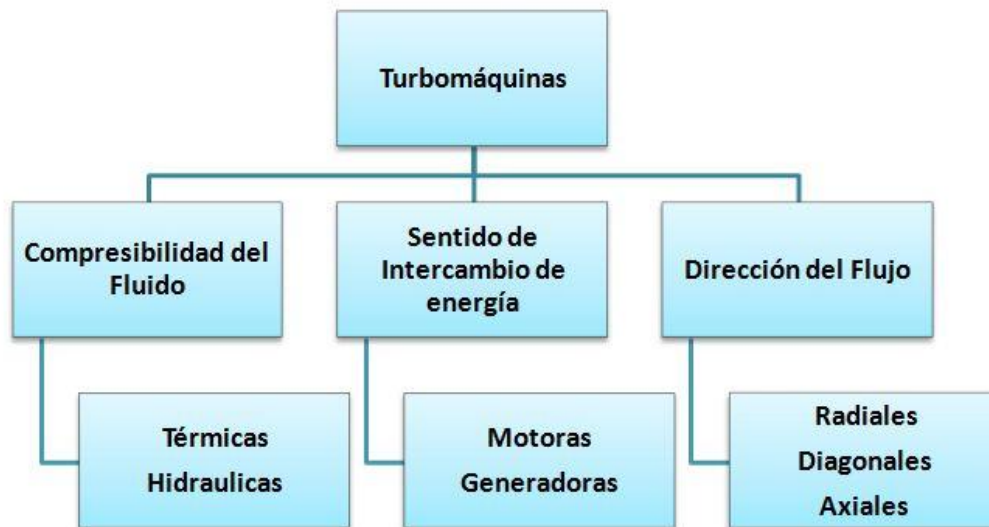 Turbomáquinas
Compresibilidad del
Fluido
Sentido de
Intercambio de
energía
Dirección del Flujo
Térmicas
Hidraulicas
Motoras
Generadoras
Radiales
Diagonales
Axiales